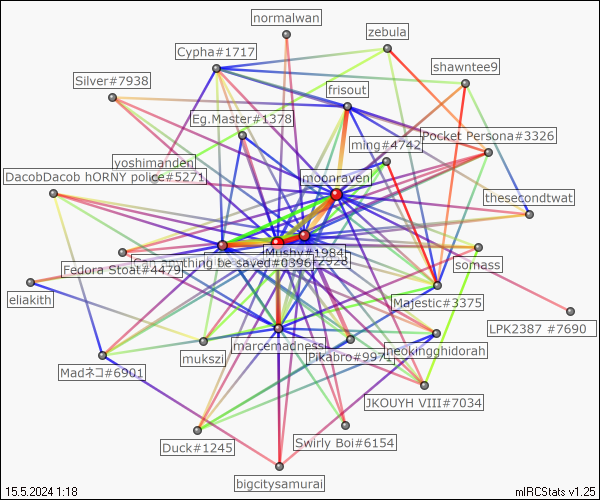 normalwan
zebula
Cypha#1717
shawntee9
Silver#7938
frisout
Eg.Master#1378
Pocket Persona#3326
ming#4742
yoshimanden
DacobDacob hORNY police#5271
moonraven
thesecondtwat
Mushy#1984
somass
Can anything be saved#0396
Fedora Stoat#4479
eliakith
Majestic#3375
LPK2387 #7690
marcemadness
neokingghidorah
mukszil
Pikabro#9971
Madネコ#6901
JKOUYH VIII#7034
Duck#1245
Swirly Boi#6154
bigcitysamurai
15.5.2024 1:18
mIRCStats v1.25